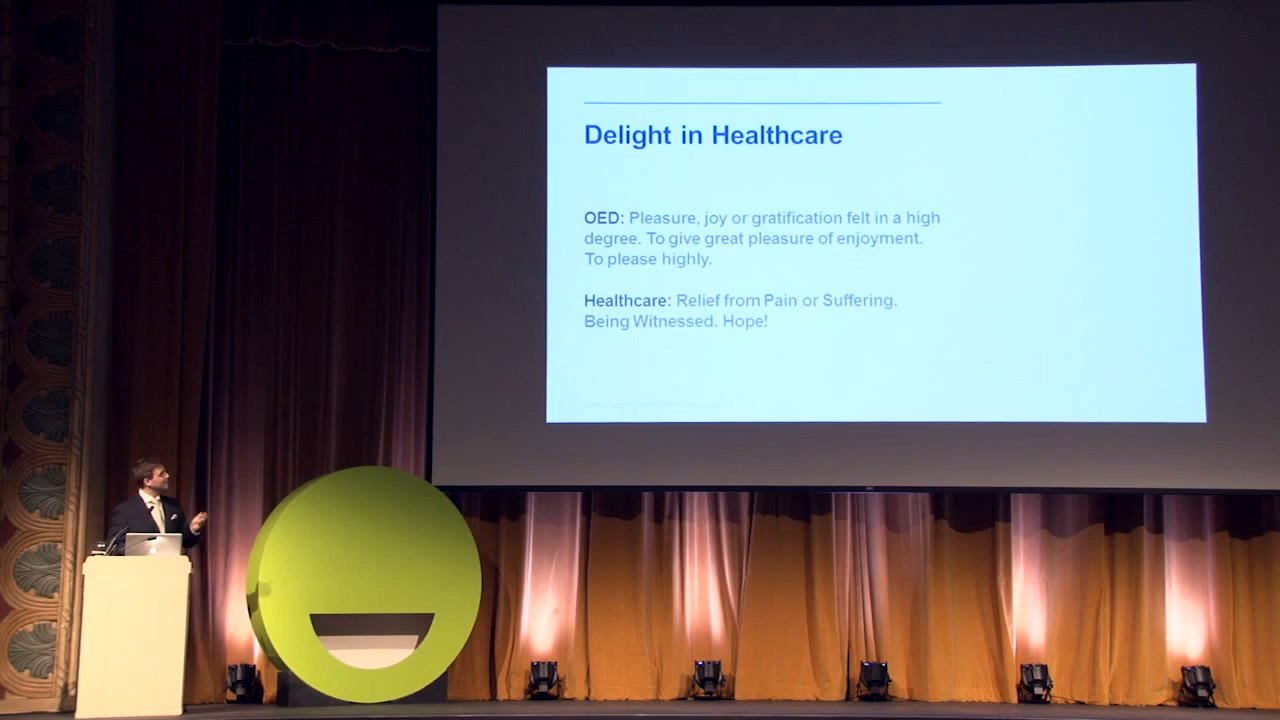 Delight in Healthcare
OED: Pleasure, joy or gratification felt in a high
degree. To give great pleasure of enjoyment.
To please highly.
Healthcare: Relief from Pain or Suffering.
Being Witnessed. Hope!